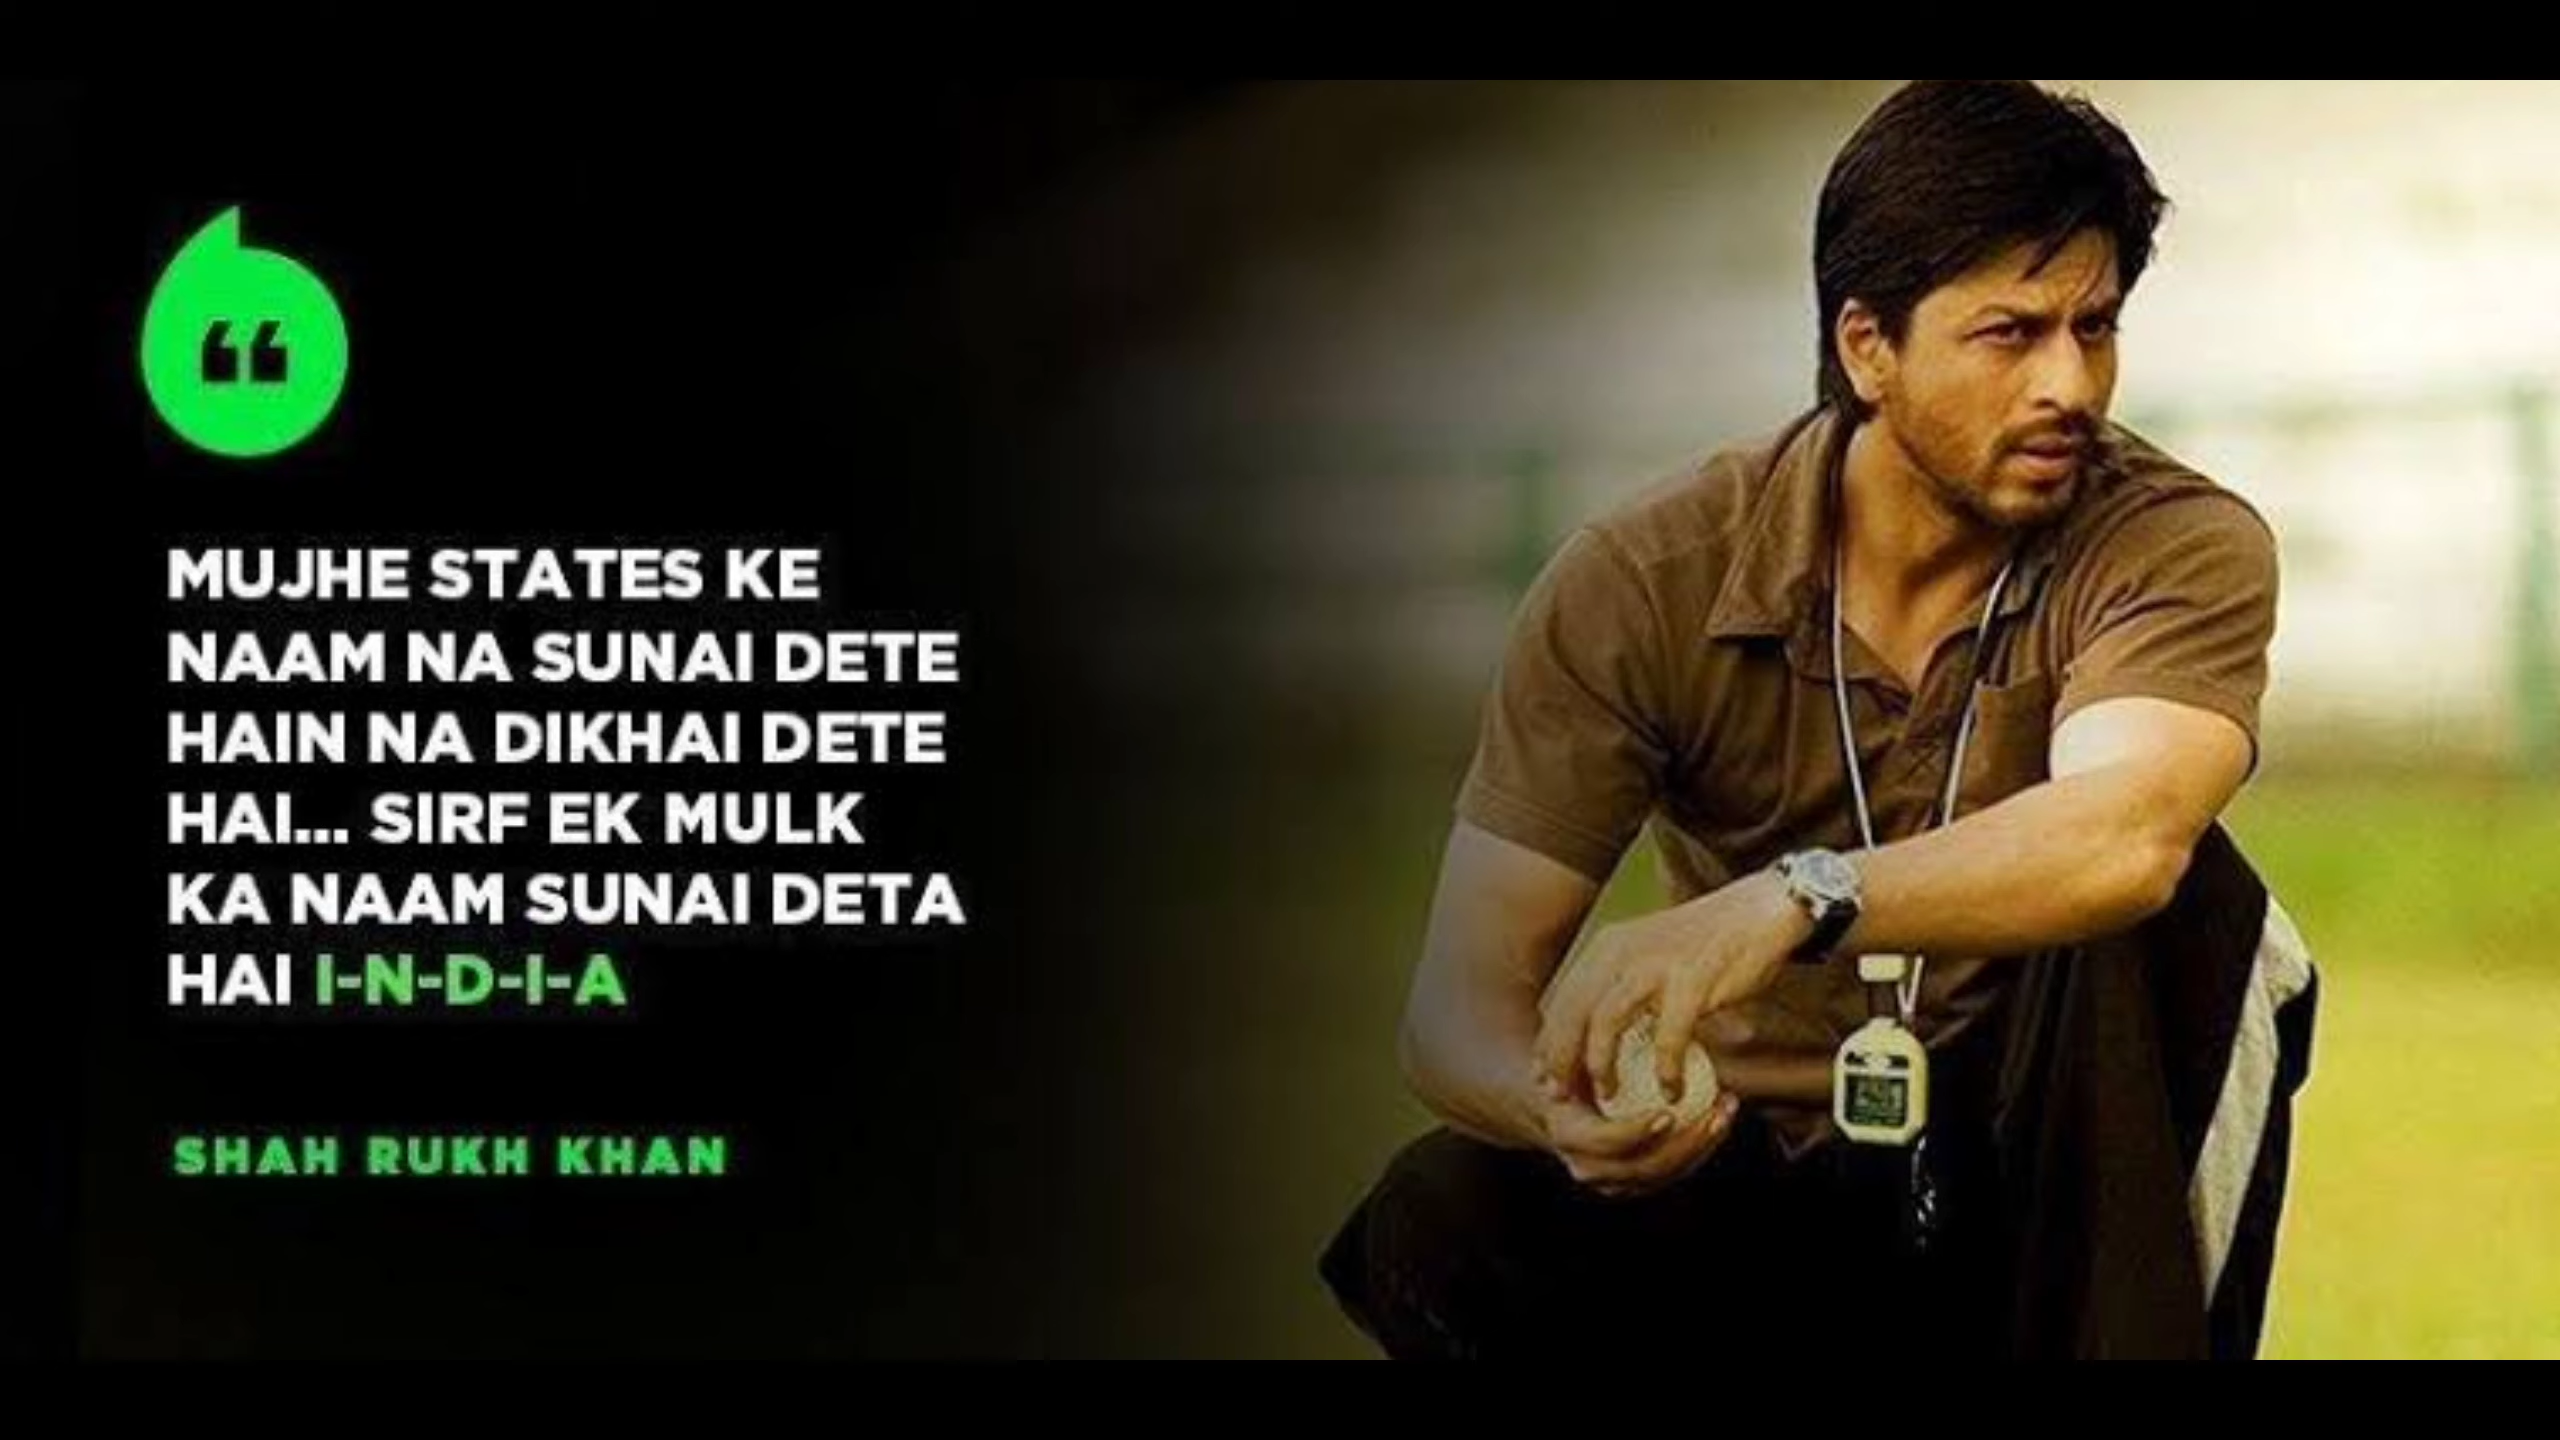 “
MUJHE STATES KE
NAAM NA SUNAI DETE
HAIN NA DIKHAI DETE
HAI... SIRF EK MULK
KA NAAM SUNAI DETA
HAI I-N-D-I-A
SHAH RUKH KHAN